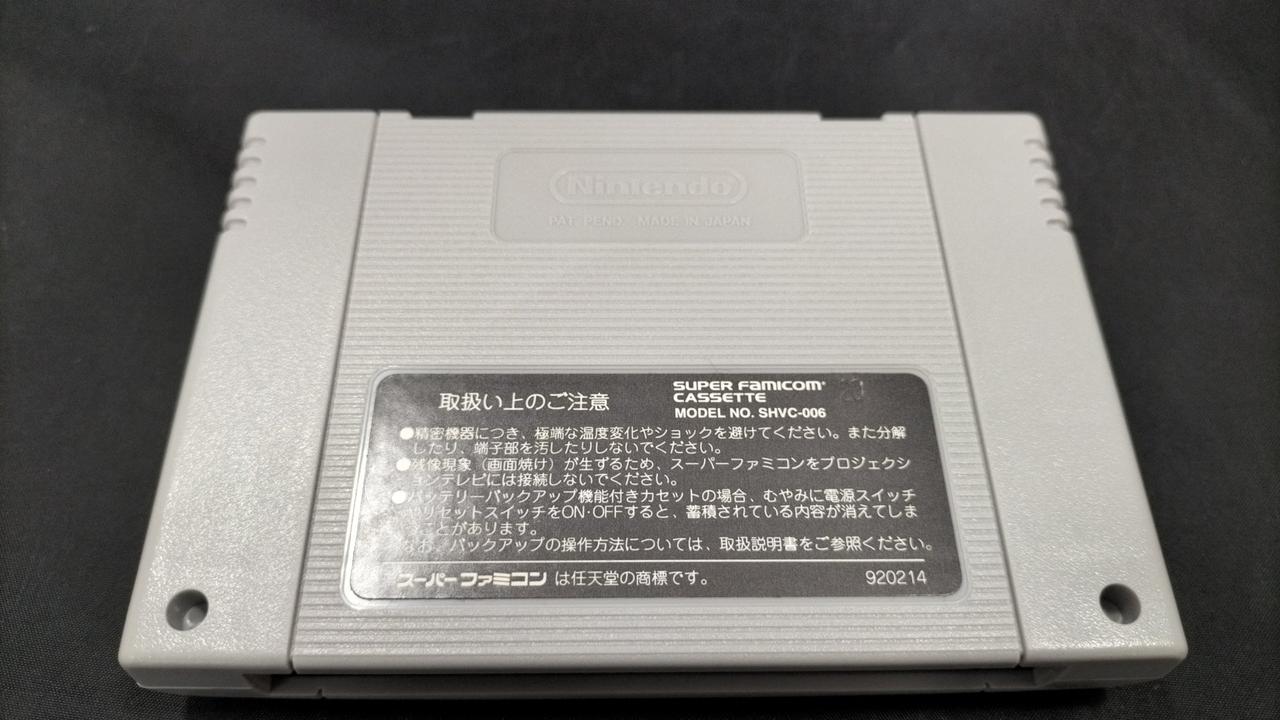 Nintendo
PAT. PEND. MADE IN JAPAN
取扱い上のご注意
SUPER FAMICOM
CASSETTE
MODEL NO. SHVC-006
20
●精密機器につき、極端な温度変化やショックを避けてください。また分解
したり、端子部を汚したりしないでください。
●残像現象（画面焼け）が生ずるため、スーパーファミコンをプロジェクシ
ョンテレビには接続しないでください。
●バッテリーバックアップ機能付きカセットの場合、むやみに電源スイッチ
やリセットスイッチをON·OFFすると、蓄積されている内容が消えてしま
うことがあります。
なお、バックアップの操作方法については、取扱説明書をご参照ください。
スーパーファミコン は任天堂の商標です。
920214